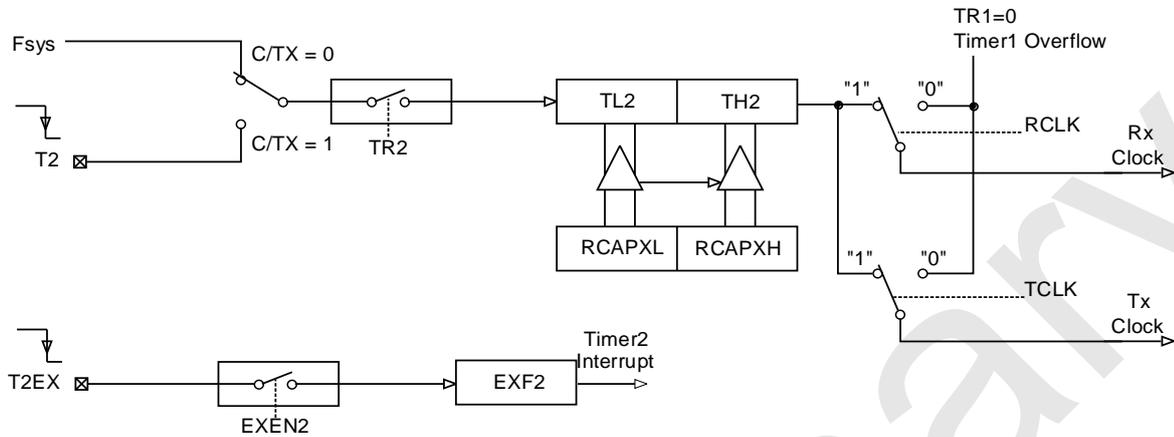 TR1=0
Timer1 Overflow
Fsys
C/TX = 0
T2
C/TX = 1
TR2
TL2
TH2
"1"
"0"
RCLK
Rx
Clock
RCAPXL
RCAPXH
"1"
"0"
TCLK
Tx
Clock
Timer2
Interrupt
T2EX
EXF2
EXEN2